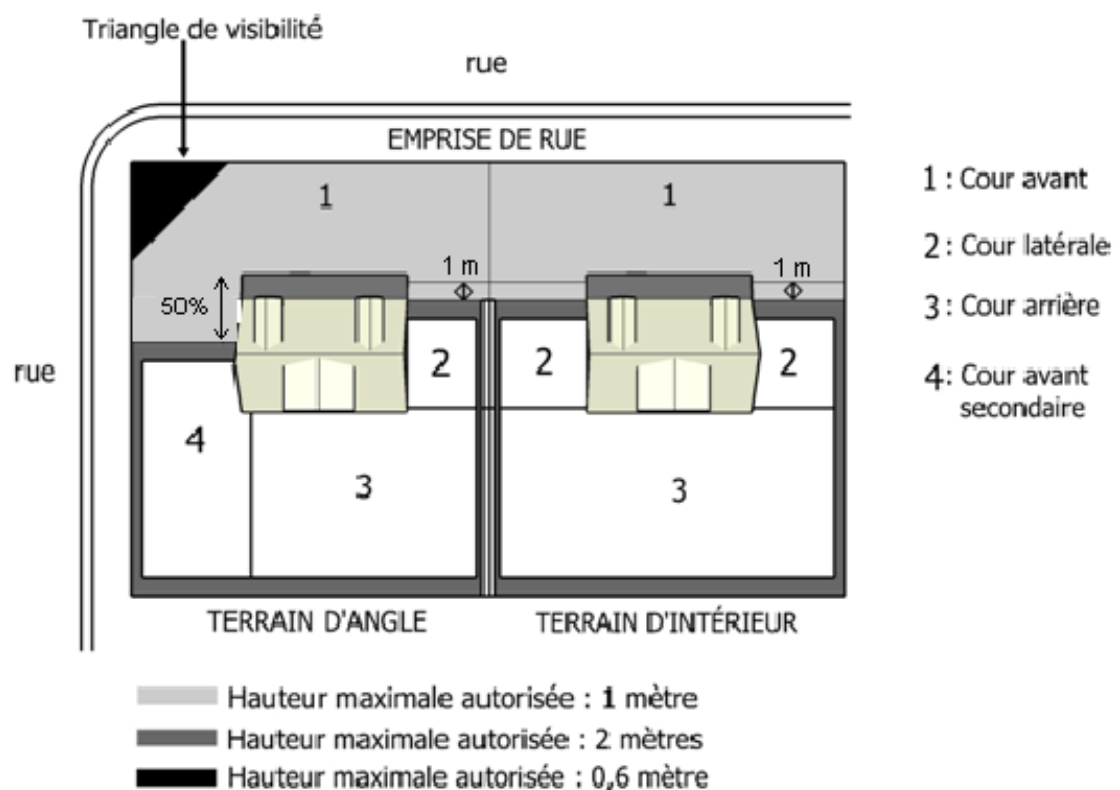 Triangle de visibilité
rue
EMPRISE DE RUE
1
1
1 : Cour avant
2 : Cour latérale
1 m
1 m
50%
3 : Cour arrière
rue
2
2
2
4 : Cour avant
secondaire
4
3
3
TERRAIN D'ANGLE
TERRAIN D'INTÉRIEUR
Hauteur maximale autorisée : 1 mètre
Hauteur maximale autorisée : 2 mètres
Hauteur maximale autorisée : 0,6 mètre